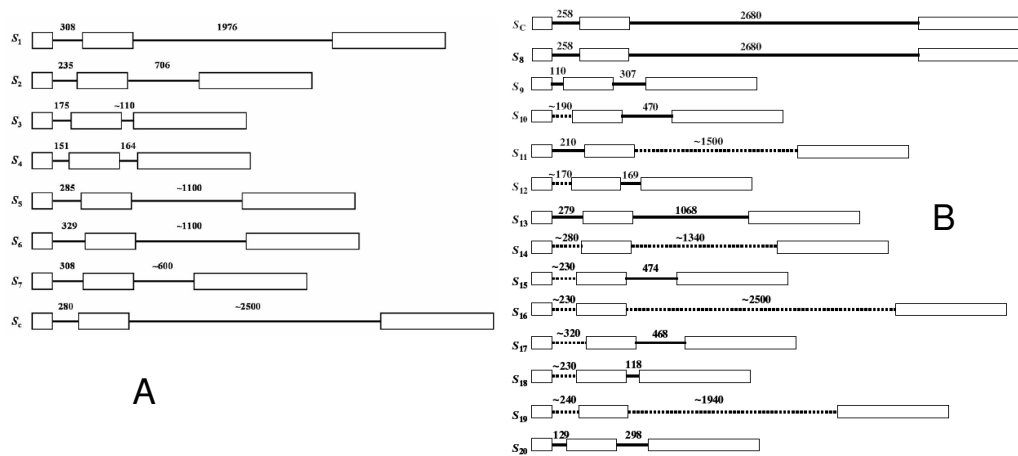 308 1976
S1
235 706
S2
175 ~110
S3
151 164
S4
285 ~1100
S5
329 ~1100
S6
308 ~600
S7
280 ~2500
Sc
A
258 2680
SC
258 2680
S8
110 307
S9
~190 470
S10
210 ~1500
S11
~170 169
S12
279 1068
S13
~280 ~1340
S14
~230 474
S15
~230 ~2500
S16
~320 468
S17
~230 118
S18
~240 ~1940
S19
129 298
S20
B